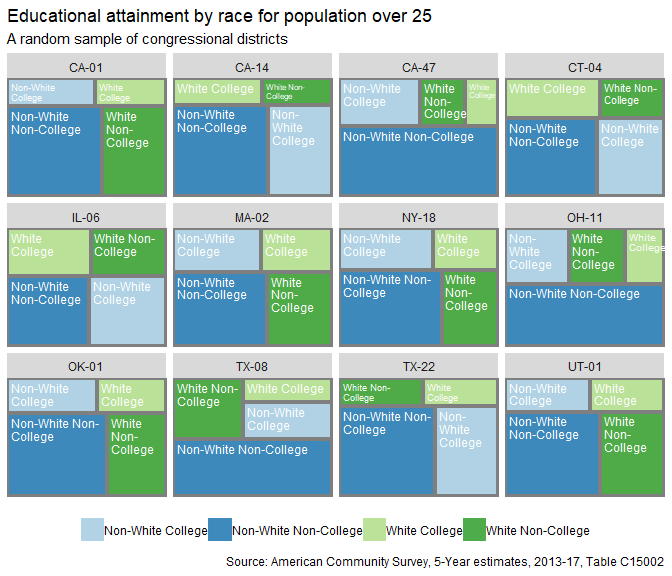 Educational attainment by race for population over 25
A random sample of congressional districts
CA-01
Non-White
College
White
College
Non-White
Non-College
White
Non-
College
CA-14
White College
White Non-
College
Non-White
Non-College
Non-
White
College
CA-47
Non-White
College
White
Non-
College
White
College
Non-White Non-College
CT-04
White College
White Non-
College
Non-White
Non-College
Non-White
College
IL-06
White
College
White Non-
College
Non-White
Non-College
Non-White
College
MA-02
Non-White
College
White
College
Non-White
Non-College
White
Non-
College
NY-18
Non-White
College
White
College
Non-White Non-
College
White
Non-
College
OH-11
Non-
White
College
White
Non-
College
White
College
Non-White Non-College
OK-01
Non-White
College
White
College
Non-White Non-
College
White
Non-
College
TX-08
White Non-
College
White College
Non-White
College
Non-White Non-College
TX-22
White Non-
College
White
College
Non-White Non-
College
Non-
White
College
UT-01
Non-White
College
White
College
Non-White
Non-College
White
Non-
College
Non-White College Non-White Non-College White College White Non-College
Source: American Community Survey, 5-Year estimates, 2013-17, Table C15002